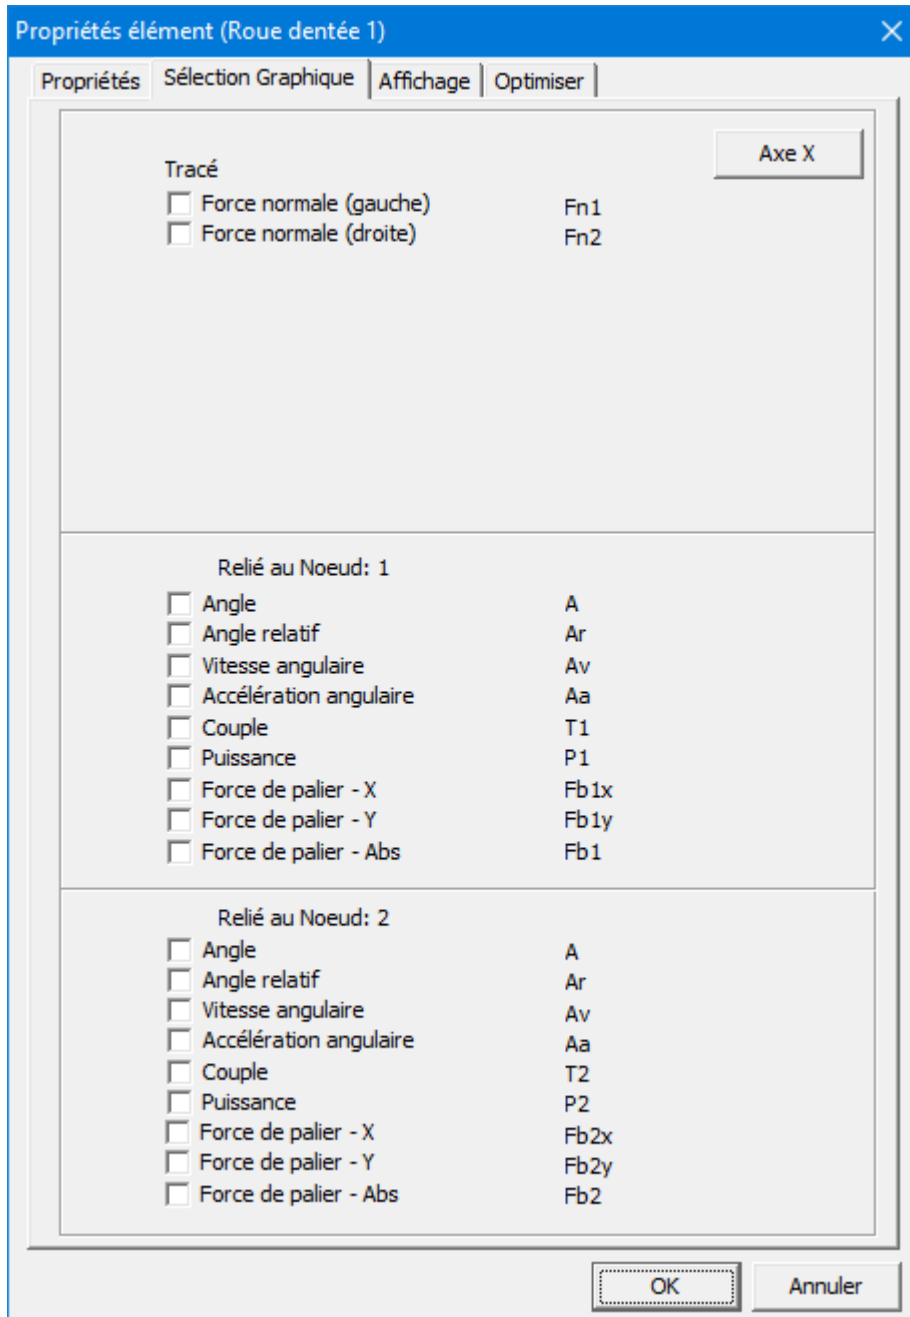 Propriétés élément (Roue dentée 1)
Propriétés Sélection Graphique Affichage Optimiser
Axe X
Tracé
Force normale (gauche) Fn1
Force normale (droite) Fn2
Relié au Noeud: 1
Angle A
Angle relatif Ar
Vitesse angulaire Av
Accélération angulaire Aa
Couple T1
Puissance P1
Force de palier - X Fb1x
Force de palier - Y Fb1y
Force de palier - Abs Fb1
Relié au Noeud: 2
Angle A
Angle relatif Ar
Vitesse angulaire Av
Accélération angulaire Aa
Couple T2
Puissance P2
Force de palier - X Fb2x
Force de palier - Y Fb2y
Force de palier - Abs Fb2
OK Annuler